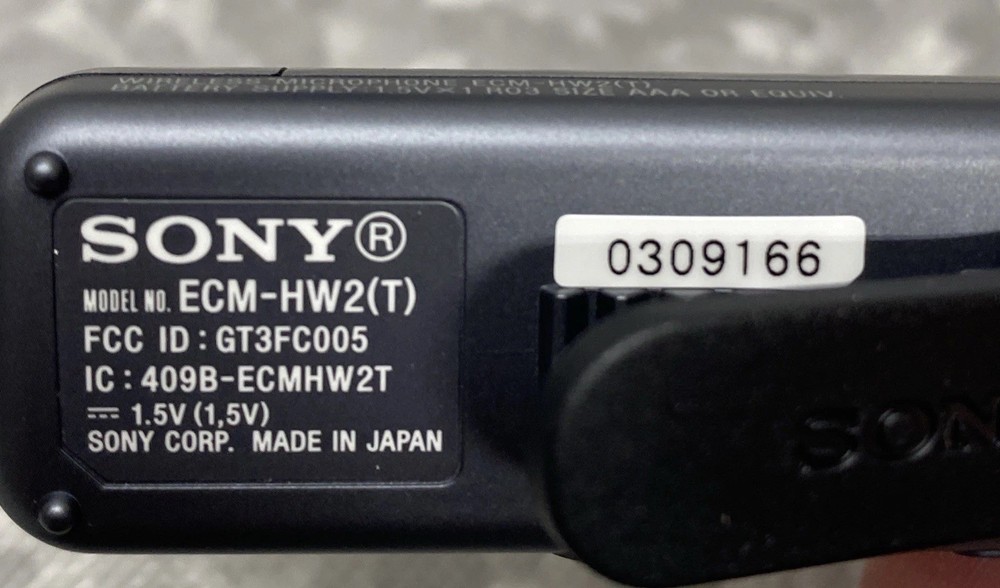 WIRELESS MICROPHONE ECM-HW2(T)
BATTERY SUPPLY 1.5V×1 R03 SIZE AAA OR EQUIV.
SONY®
MODEL NO. ECM-HW2(T)
FCC ID : GT3FC005
IC : 409B-ECMHW2T
⎓ 1.5V (1,5V)
SONY CORP. MADE IN JAPAN
0309166
SON